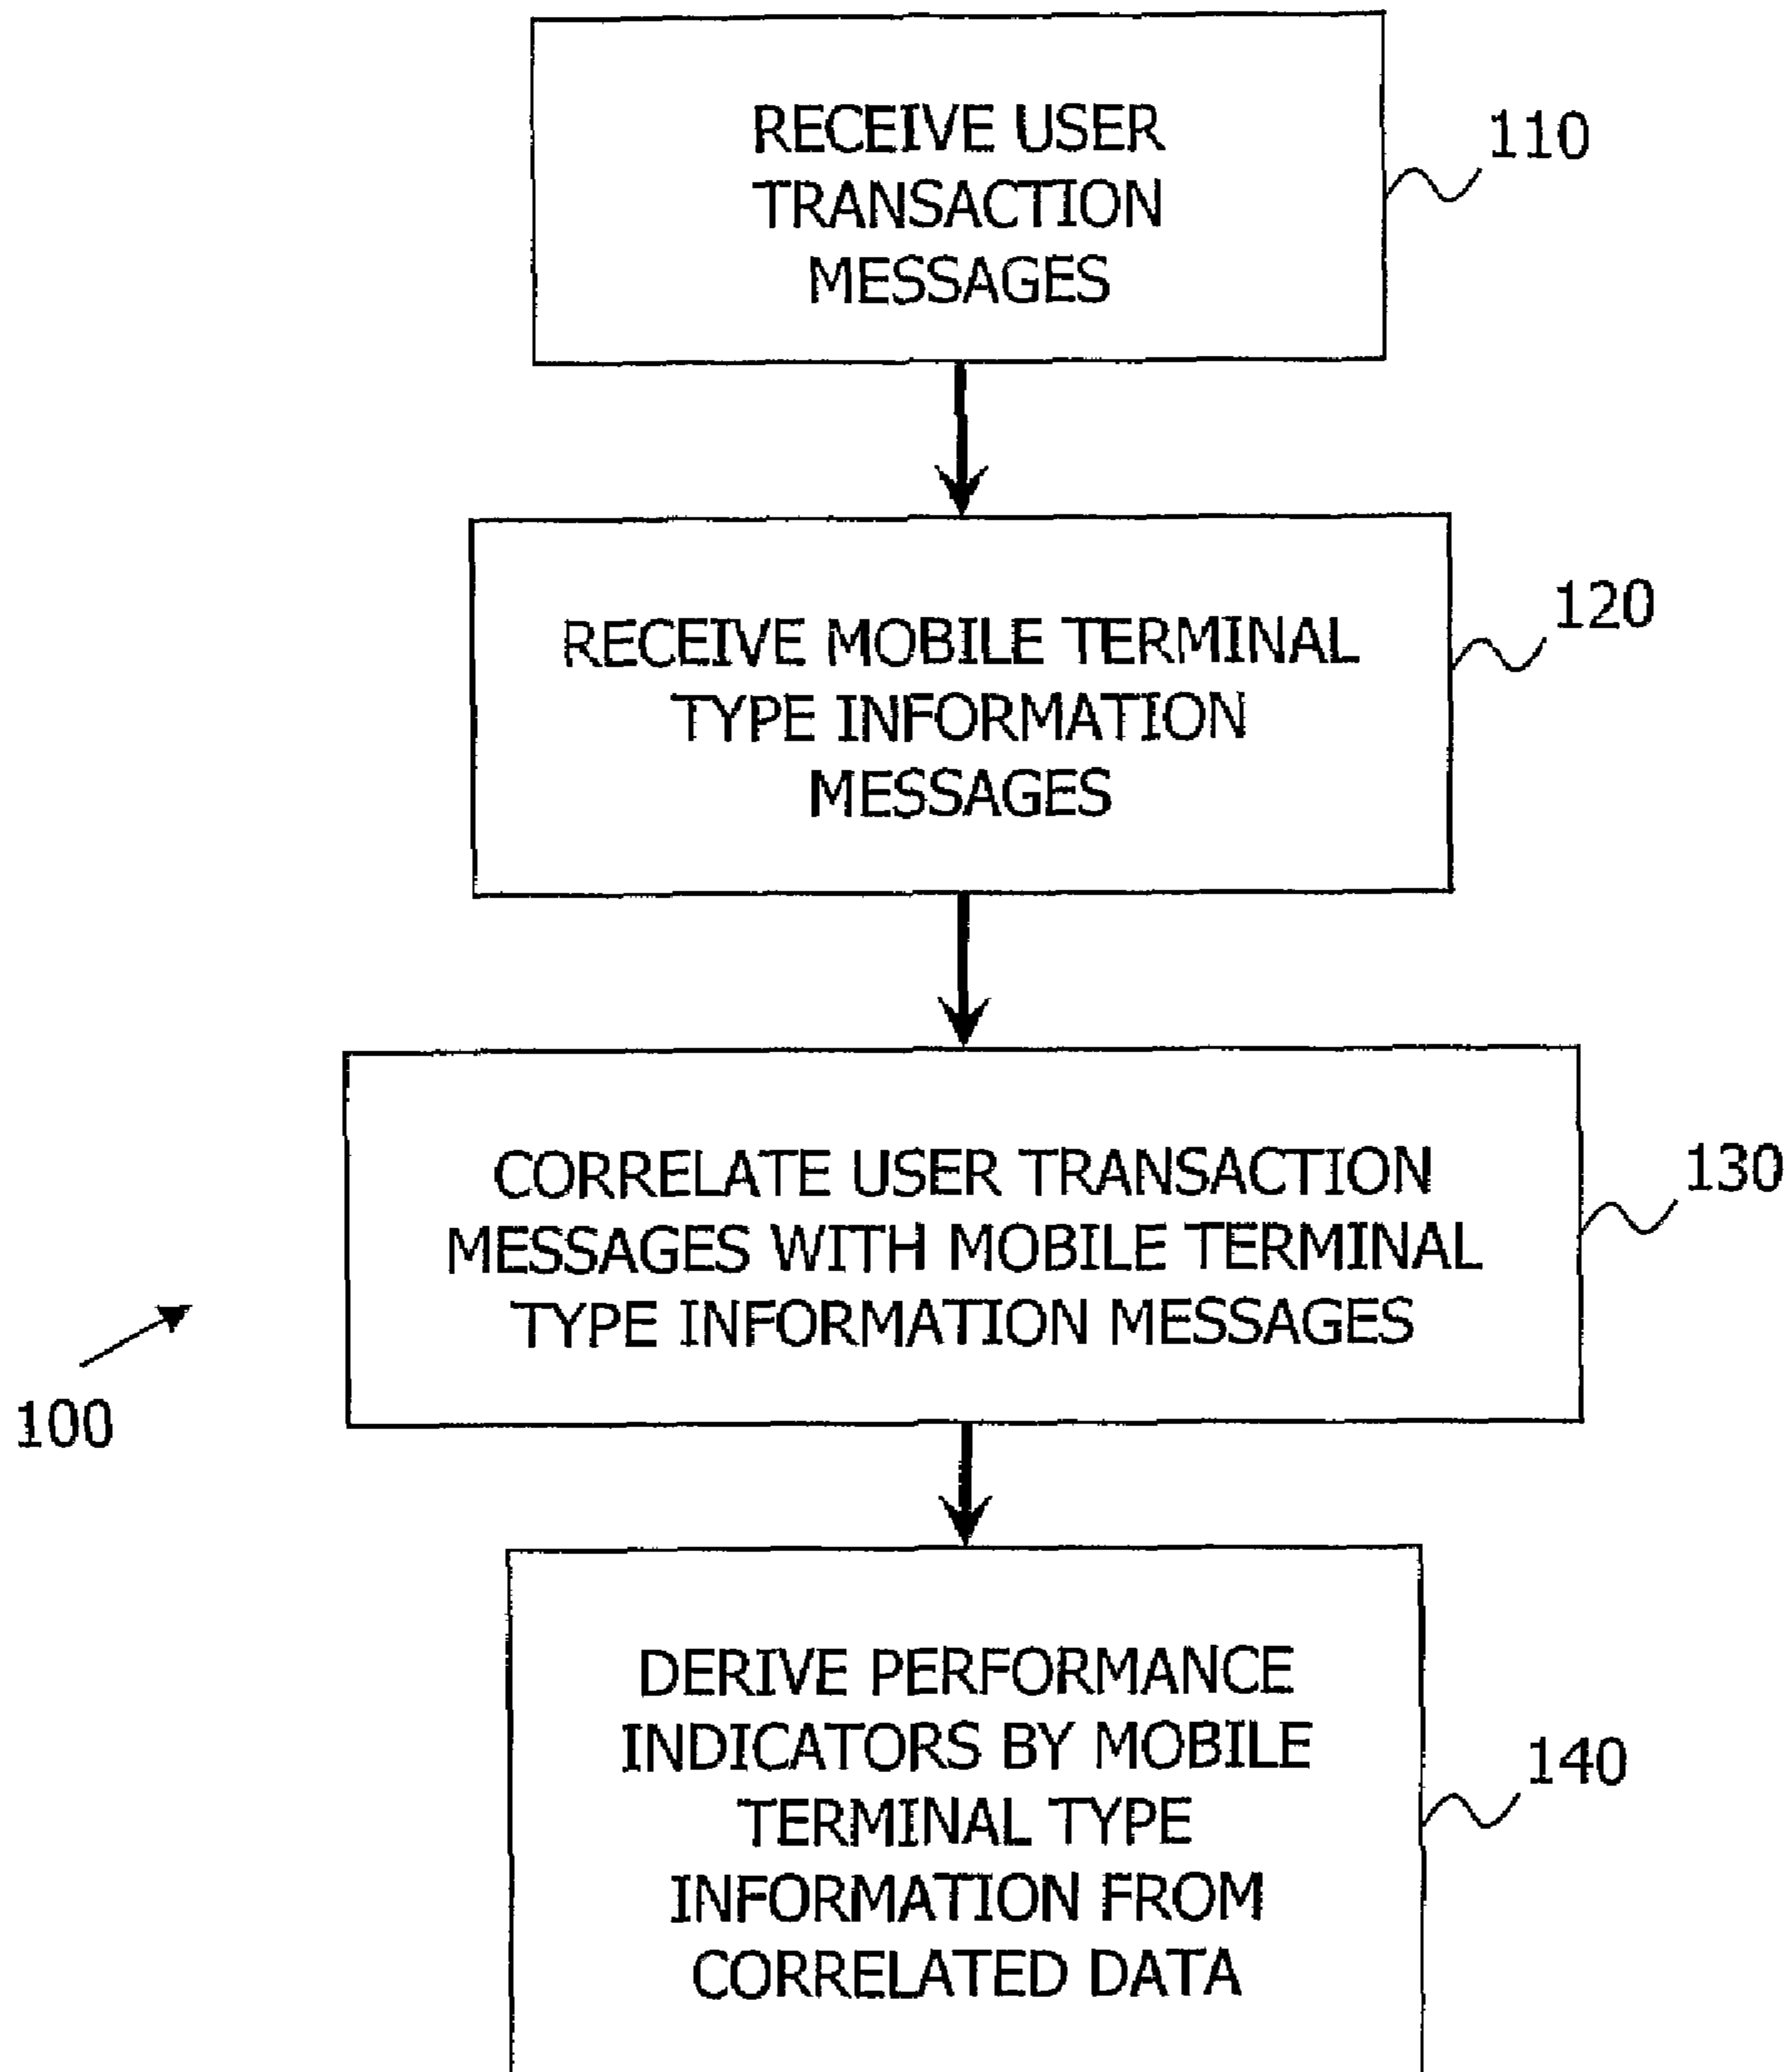 RECEIVE USER
TRANSACTION
MESSAGES
110
RECEIVE MOBILE TERMINAL
TYPE INFORMATION
MESSAGES
120
CORRELATE USER TRANSACTION
MESSAGES WITH MOBILE TERMINAL
TYPE INFORMATION MESSAGES
130
100
DERIVE PERFORMANCE
INDICATORS BY MOBILE
TERMINAL TYPE
INFORMATION FROM
CORRELATED DATA
140